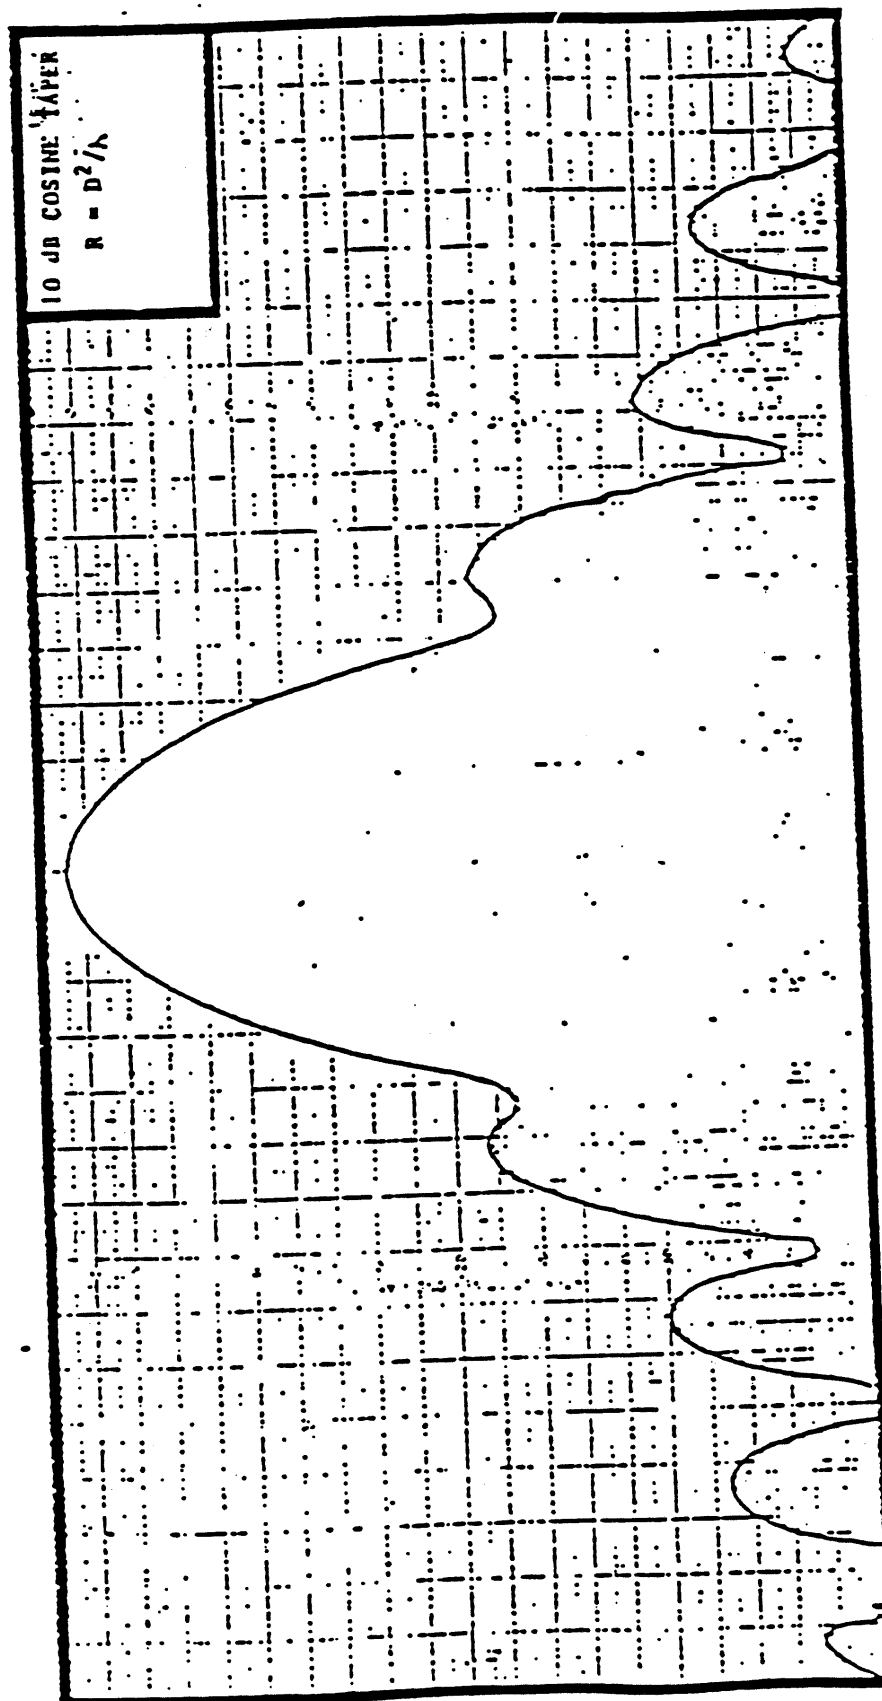 10 dB COSINE TAPER
R = D²/λ